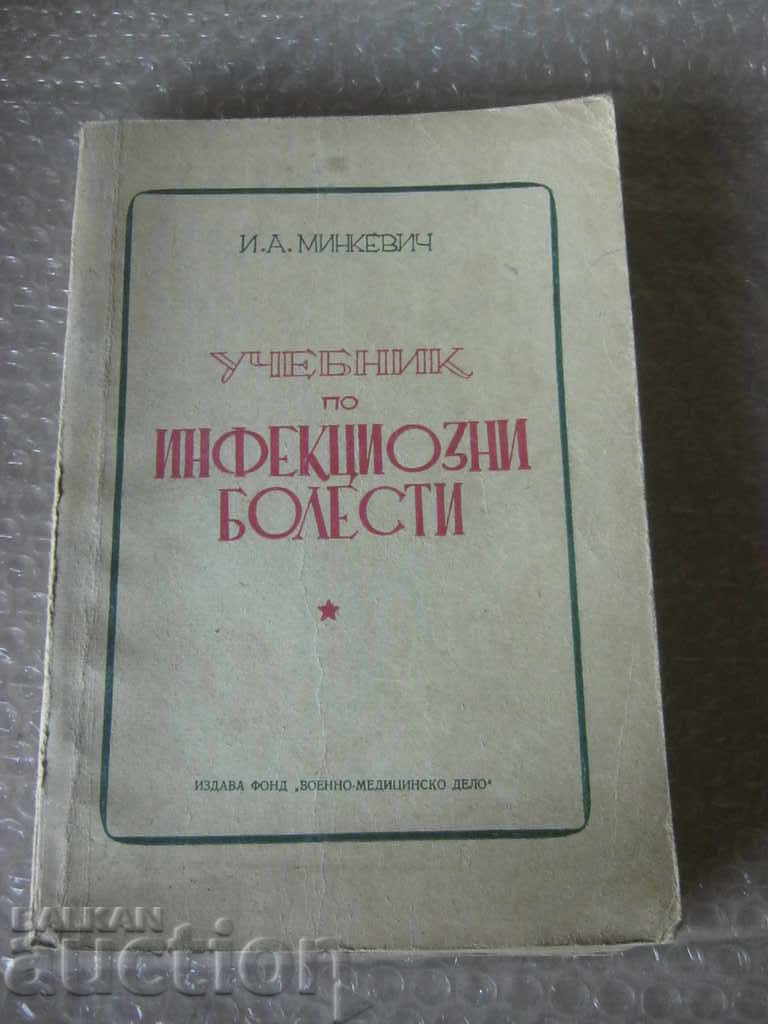 И. А. МИНКЕВИЧ
УЧЕБНИК
ПО
ИНФЕКЦИОЗНИ
БОЛЕСТИ
ИЗДАВА ФОНД „ВОЕННО-МЕДИЦИНСКО ДЕЛО“
BALKAN
auction